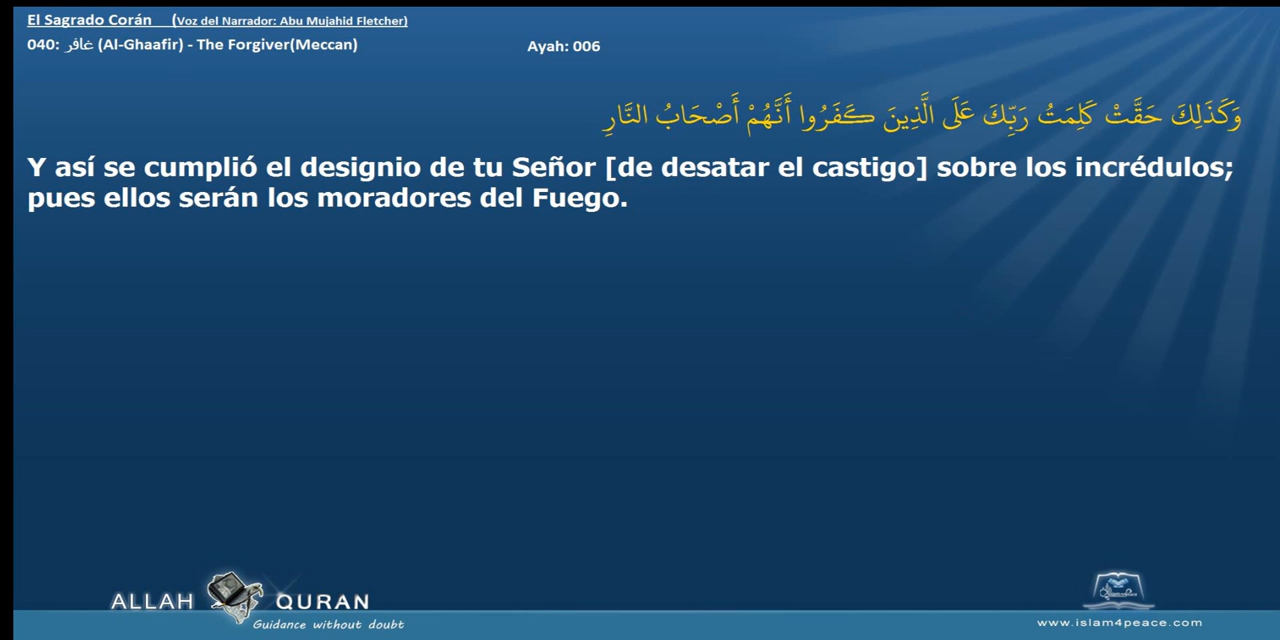 El Sagrado Corán (Voz del Narrador: Abu Mujahid Fletcher)
040: غافر (Al-Ghaafir) - The Forgiver(Meccan) Ayah: 006
وَكَذَلِكَ حَقَّتْ كَلِمَتُ رَبِّكَ عَلَى الَّذِينَ كَفَرُوا أَنَّهُمْ أَصْحَابُ النَّارِ
Y así se cumplió el designio de tu Señor [de desatar el castigo] sobre los incrédulos;
pues ellos serán los moradores del Fuego.
ALLAH QURAN
Guidance without doubt
www.islam4peace.com